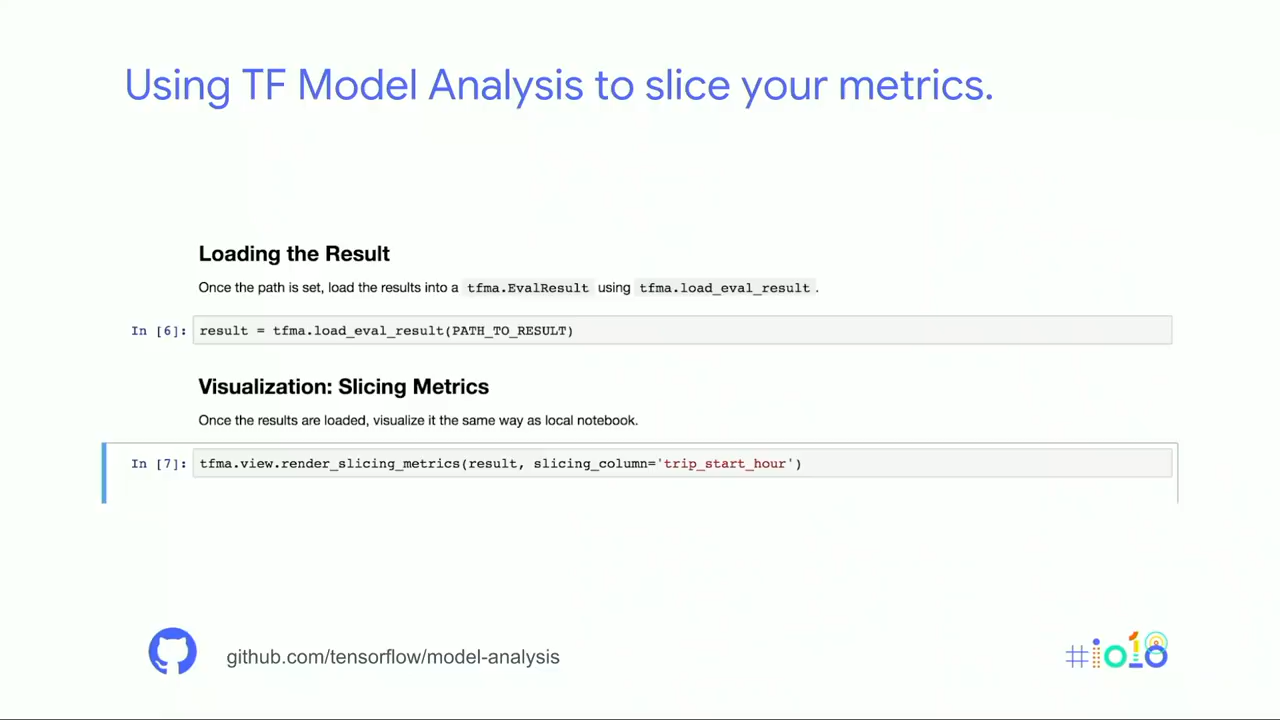 Using TF Model Analysis to slice your metrics.
Loading the Result
Once the path is set, load the results into a tfma.EvalResult using tfma.load_eval_result.
In [6]: result = tfma.load_eval_result(PATH_TO_RESULT)
Visualization: Slicing Metrics
Once the results are loaded, visualize it the same way as local notebook.
In [7]: tfma.view.render_slicing_metrics(result, slicing_column='trip_start_hour')
github.com/tensorflow/model-analysis
#io18